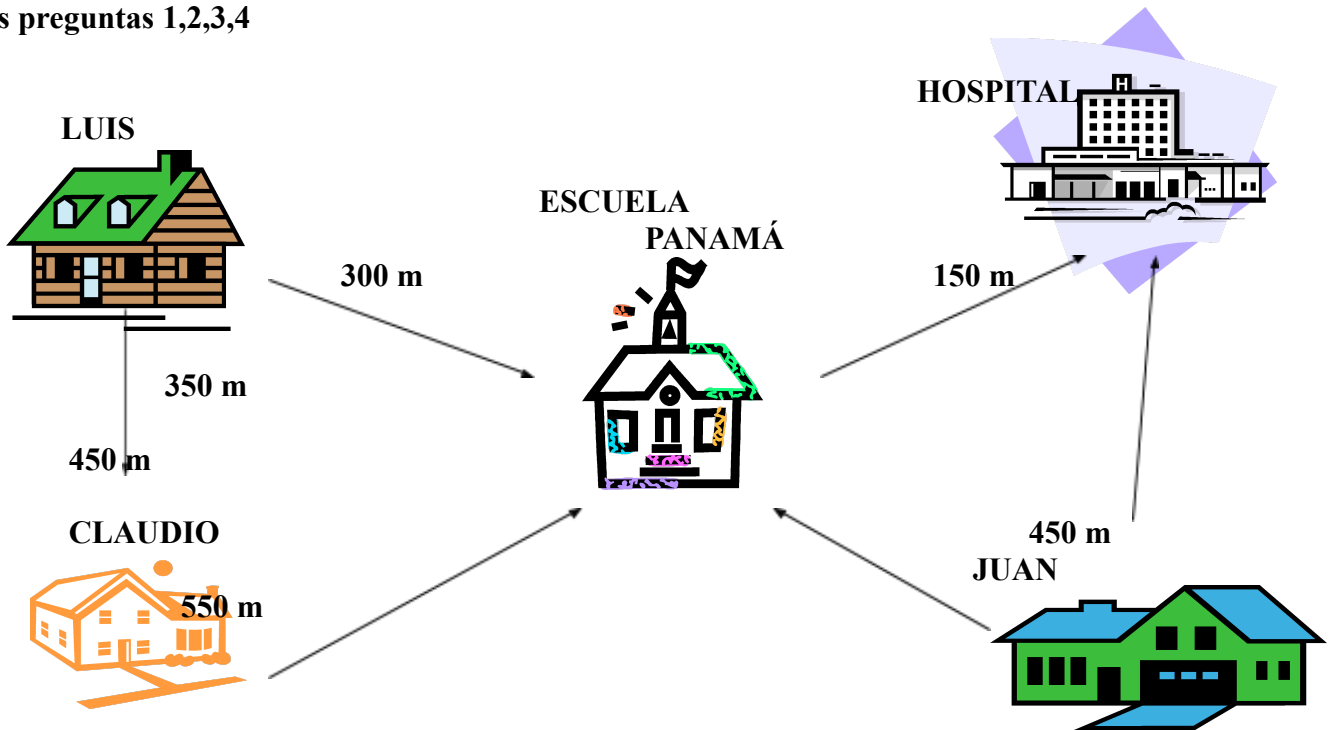 s preguntas 1,2,3,4
HOSPITAL
LUIS
ESCUELA
PANAMÁ
300 m
150 m
350 m
450 m
CLAUDIO
450 m
JUAN
550 m
H